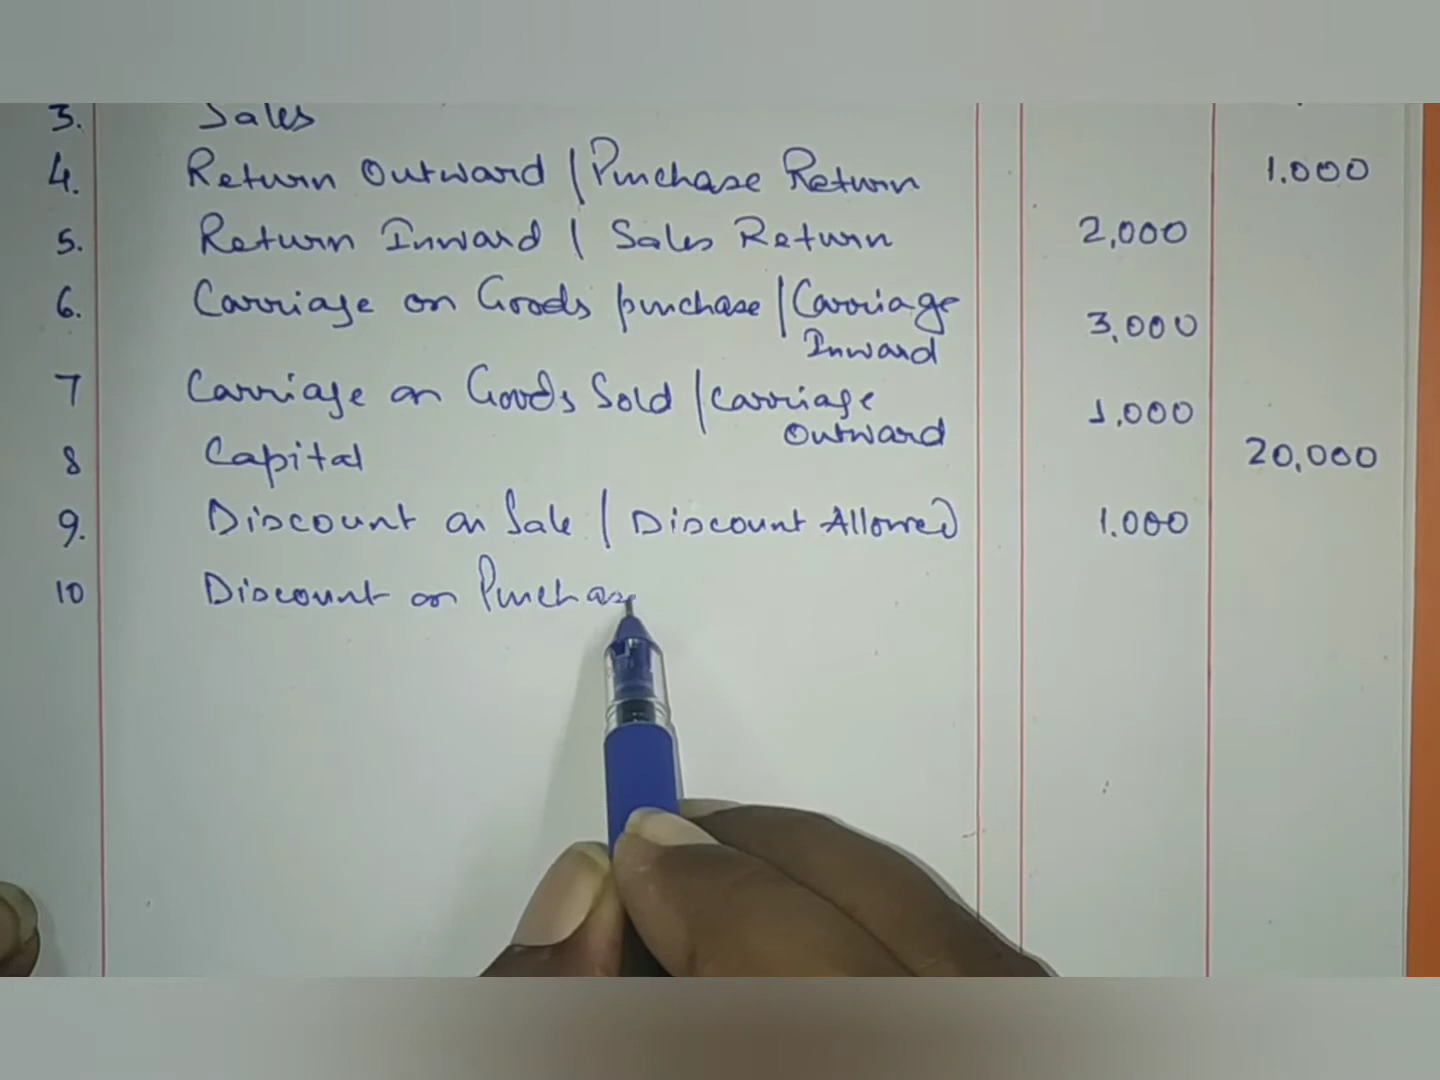 3. Sales
4. Return Outward / Purchase Return 1.000
5. Return Inward / Sales Return 2,000
6. Carriage on Goods purchase / Carriage
Inward 3,000
7 Carriage on Goods Sold / Carriage
Outward 1,000
8 Capital 20,000
9. Discount on Sale / Discount Allowed 1.000
10 Discount on Purchase